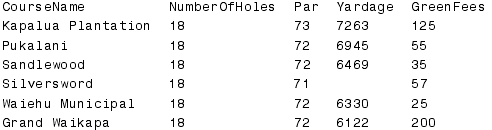 CourseName NumberOfHoles Par Yardage GreenFees
Kapalua Plantation 18 73 7263 125
Pukalani 18 72 6945 55
Sandlewood 18 72 6469 35
Silversword 18 71 57
Waiehu Municipal 18 72 6330 25
Grand Waikapa 18 72 6122 200